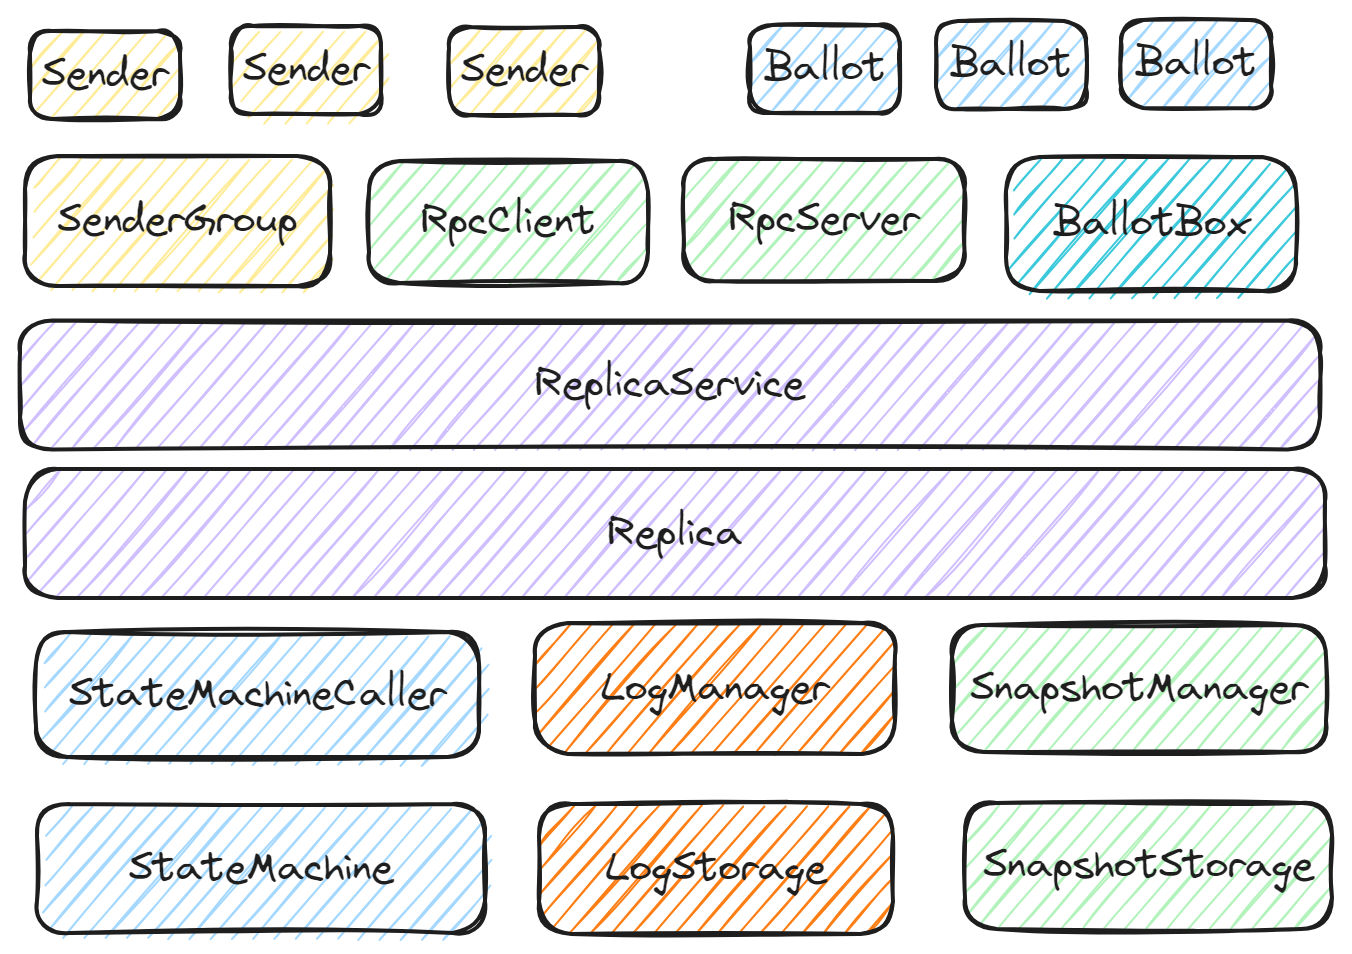 Sender
Sender
Sender
Ballot
Ballot
Ballot
SenderGroup
RpcClient
RpcServer
BallotBox
ReplicaService
Replica
StateMachineCaller
LogManager
SnapshotManager
StateMachine
LogStorage
SnapshotStorage